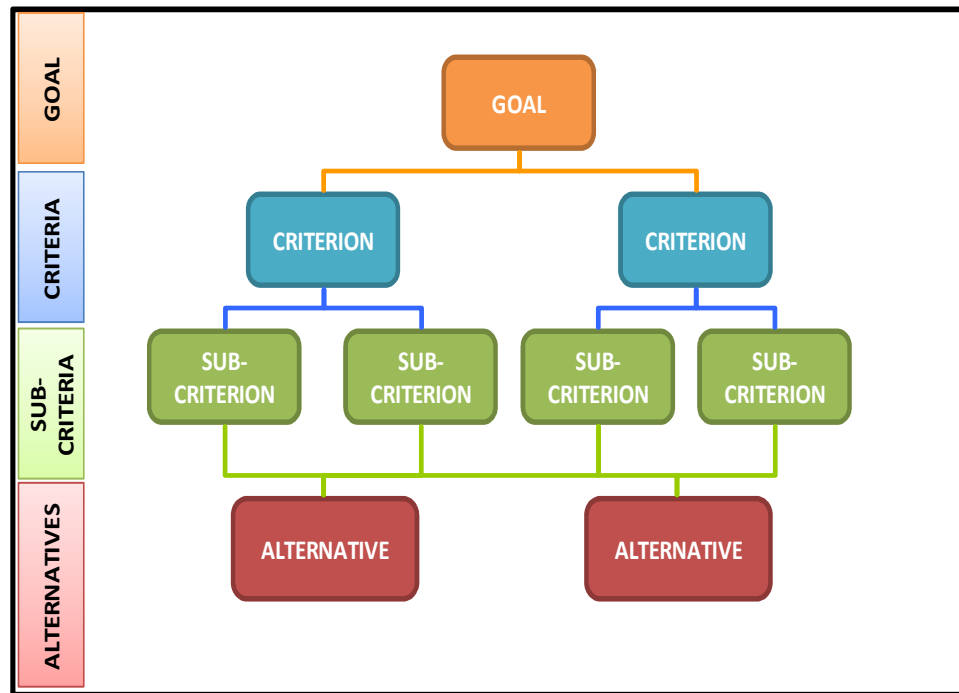 GOAL
GOAL
CRITERIA
CRITERION
CRITERION
SUB-
CRITERIA
SUB-
CRITERION
SUB-
CRITERION
SUB-
CRITERION
SUB-
CRITERION
ALTERNATIVES
ALTERNATIVE
ALTERNATIVE